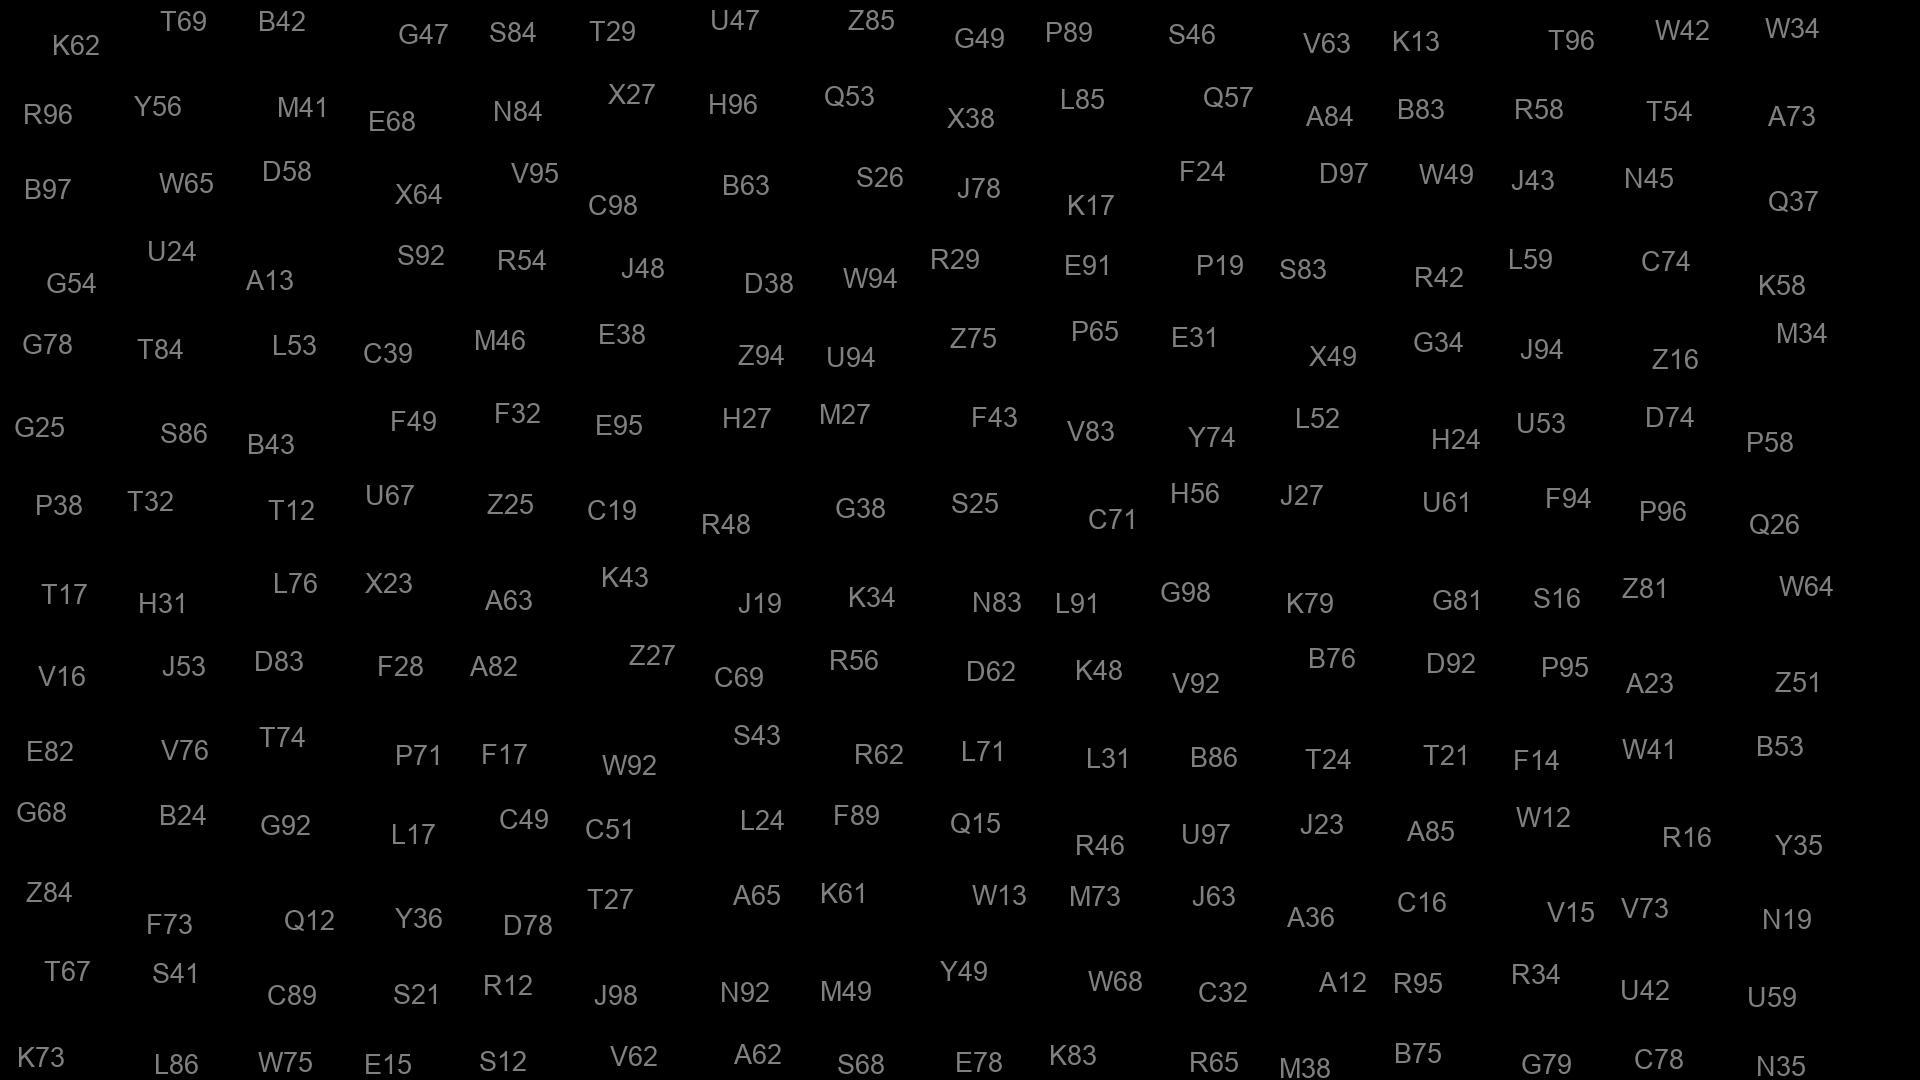 K62 T69 B42 G47 S84 T29 U47 Z85 G49 P89 S46 V63 K13 T96 W42 W34
R96 Y56 M41 E68 N84 X27 H96 Q53 X38 L85 Q57 A84 B83 R58 T54 A73
B97 W65 D58 X64 V95 C98 B63 S26 J78 K17 F24 D97 W49 J43 N45 Q37
G54 U24 A13 S92 R54 J48 D38 W94 R29 E91 P19 S83 R42 L59 C74 K58
G78 T84 L53 C39 M46 E38 Z94 U94 Z75 P65 E31 X49 G34 J94 Z16 M34
G25 S86 B43 F49 F32 E95 H27 M27 F43 V83 Y74 L52 H24 U53 D74 P58
P38 T32 T12 U67 Z25 C19 R48 G38 S25 C71 H56 J27 U61 F94 P96 Q26
T17 H31 L76 X23 A63 K43 J19 K34 N83 L91 G98 K79 G81 S16 Z81 W64
V16 J53 D83 F28 A82 Z27 C69 R56 D62 K48 V92 B76 D92 P95 A23 Z51
E82 V76 T74 P71 F17 W92 S43 R62 L71 L31 B86 T24 T21 F14 W41 B53
G68 B24 G92 L17 C49 C51 L24 F89 Q15 R46 U97 J23 A85 W12 R16 Y35
Z84 F73 Q12 Y36 D78 T27 A65 K61 W13 M73 J63 A36 C16 V15 V73 N19
T67 S41 C89 S21 R12 J98 N92 M49 Y49 W68 C32 A12 R95 R34 U42 U59
K73 L86 W75 E15 S12 V62 A62 S68 E78 K83 R65 M38 B75 G79 C78 N35